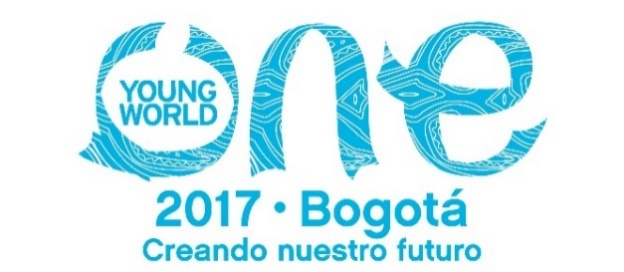 one
YOUNG
WORLD
2017 • Bogotá
Creando nuestro futuro